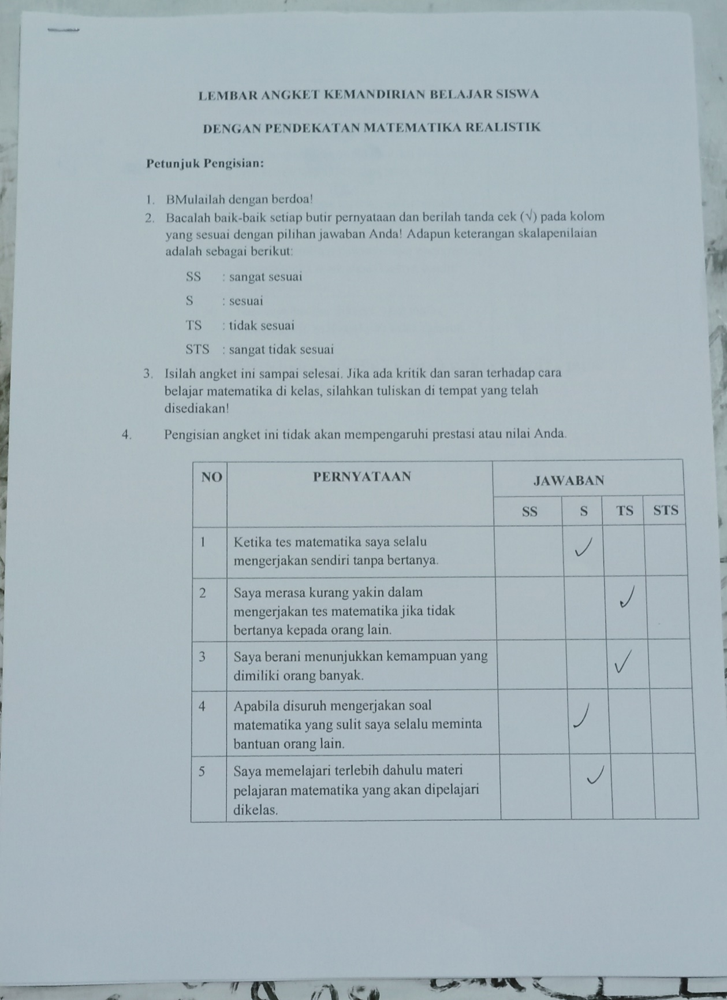 LEMBAR ANGKET KEMANDIRIAN BELAJAR SISWA
DENGAN PENDEKATAN MATEMATIKA REALISTIK
Petunjuk Pengisian:
1. BMulailah dengan berdoa!
2. Bacalah baik-baik setiap butir pernyataan dan berilah tanda cek (√) pada kolom
yang sesuai dengan pilihan jawaban Anda! Adapun keterangan skalapenilaian
adalah sebagai berikut:
SS : sangat sesuai
S : sesuai
TS : tidak sesuai
STS : sangat tidak sesuai
3. Isilah angket ini sampai selesai. Jika ada kritik dan saran terhadap cara
belajar matematika di kelas, silahkan tuliskan di tempat yang telah
disediakan!
4. Pengisian angket ini tidak akan mempengaruhi prestasi atau nilai Anda.
NO PERNYATAAN JAWABAN
SS S TS STS
1 Ketika tes matematika saya selalu ✓
mengerjakan sendiri tanpa bertanya.
2 Saya merasa kurang yakin dalam ✓
mengerjakan tes matematika jika tidak
bertanya kepada orang lain.
3 Saya berani menunjukkan kemampuan yang ✓
dimiliki orang banyak.
4 Apabila disuruh mengerjakan soal ✓
matematika yang sulit saya selalu meminta
bantuan orang lain.
5 Saya memelajari terlebih dahulu materi ✓
pelajaran matematika yang akan dipelajari
dikelas.